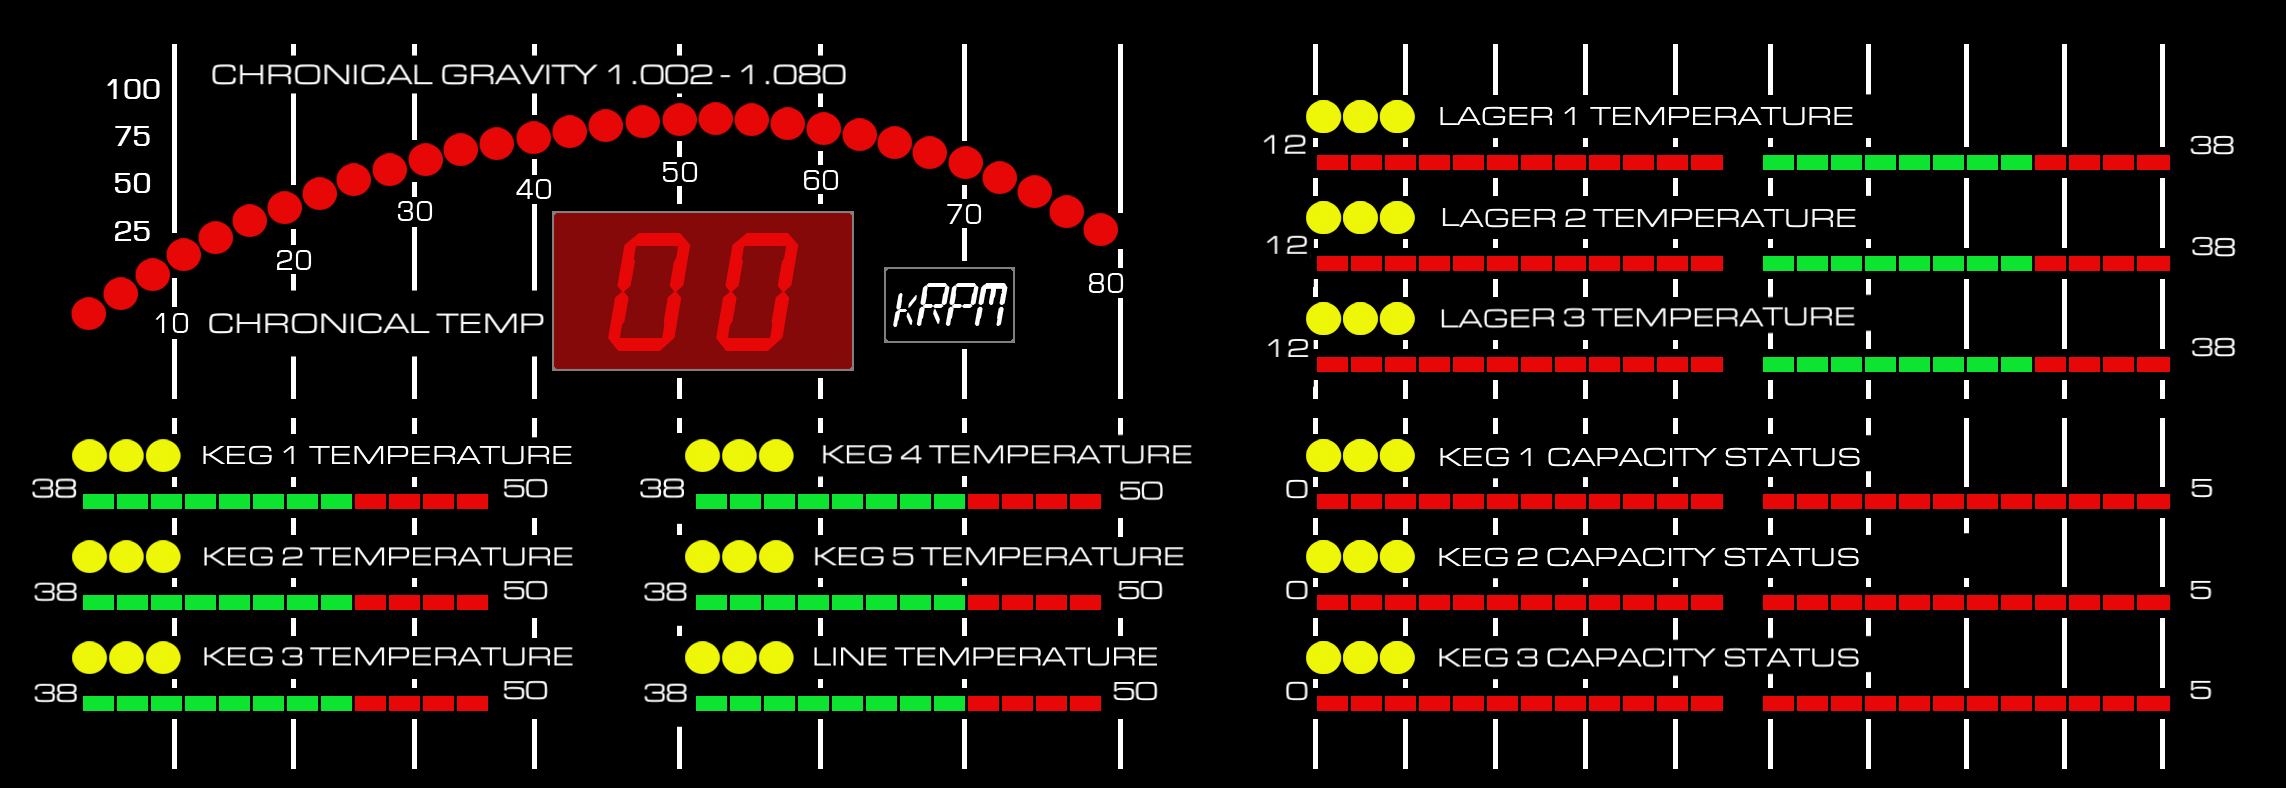 CHRONICAL GRAVITY 1.002 - 1.080
100
75
50
25
10
20
30
40
50
60
70
80
CHRONICAL TEMP
00
KRPM
LAGER 1 TEMPERATURE
12 38
LAGER 2 TEMPERATURE
12 38
LAGER 3 TEMPERATURE
12 38
KEG 1 TEMPERATURE
38 50
KEG 2 TEMPERATURE
38 50
KEG 3 TEMPERATURE
38 50
KEG 4 TEMPERATURE
38 50
KEG 5 TEMPERATURE
38 50
LINE TEMPERATURE
38 50
KEG 1 CAPACITY STATUS
0 5
KEG 2 CAPACITY STATUS
0 5
KEG 3 CAPACITY STATUS
0 5